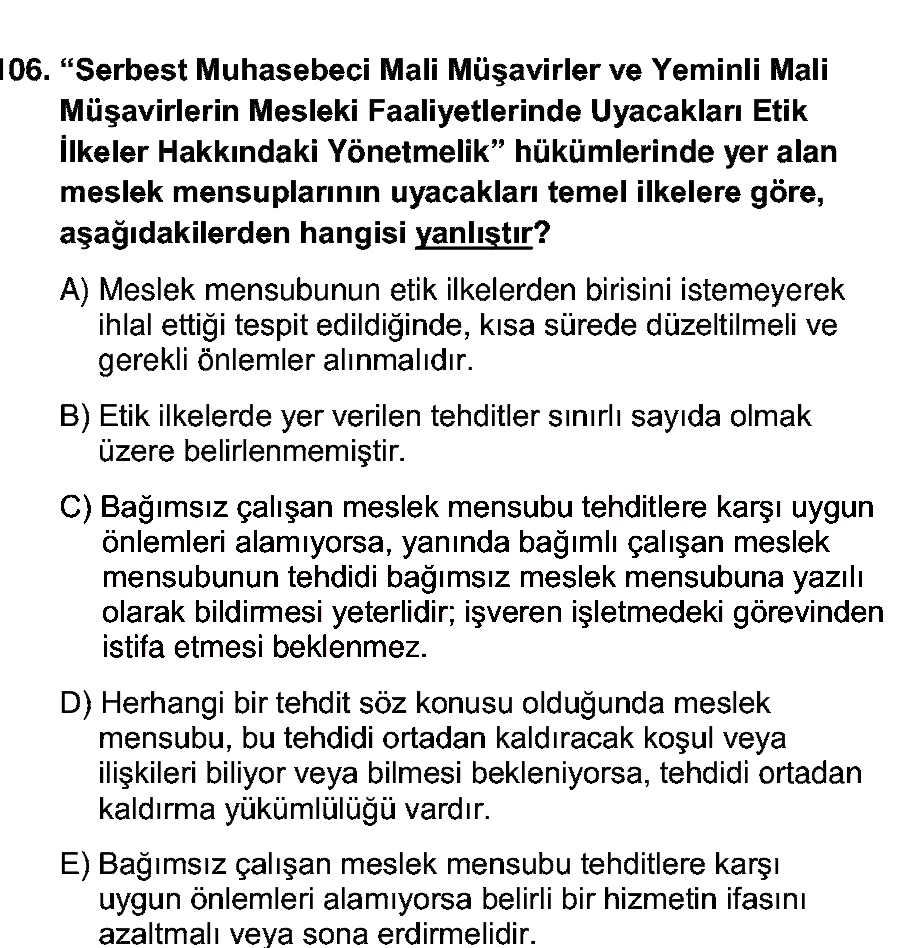 106. “Serbest Muhasebeci Mali Müşavirler ve Yeminli Mali
Müşavirlerin Mesleki Faaliyetlerinde Uyacakları Etik
İlkeler Hakkındaki Yönetmelik” hükümlerinde yer alan
meslek mensuplarının uyacakları temel ilkelere göre,
aşağıdakilerden hangisi yanlıştır?
A) Meslek mensubunun etik ilkelerden birisini istemeyerek
ihlal ettiği tespit edildiğinde, kısa sürede düzeltilmeli ve
gerekli önlemler alınmalıdır.
B) Etik ilkelerde yer verilen tehditler sınırlı sayıda olmak
üzere belirlenmemiştir.
C) Bağımsız çalışan meslek mensubu tehditlere karşı uygun
önlemleri alamıyorsa, yanında bağımlı çalışan meslek
mensubunun tehdidi bağımsız meslek mensubuna yazılı
olarak bildirmesi yeterlidir; işveren işletmedeki görevinden
istifa etmesi beklenmez.
D) Herhangi bir tehdit söz konusu olduğunda meslek
mensubu, bu tehdidi ortadan kaldıracak koşul veya
ilişkileri biliyor veya bilmesi bekleniyorsa, tehdidi ortadan
kaldırma yükümlülüğü vardır.
E) Bağımsız çalışan meslek mensubu tehditlere karşı
uygun önlemleri alamıyorsa belirli bir hizmetin ifasını
azaltmalı veya sona erdirmelidir.